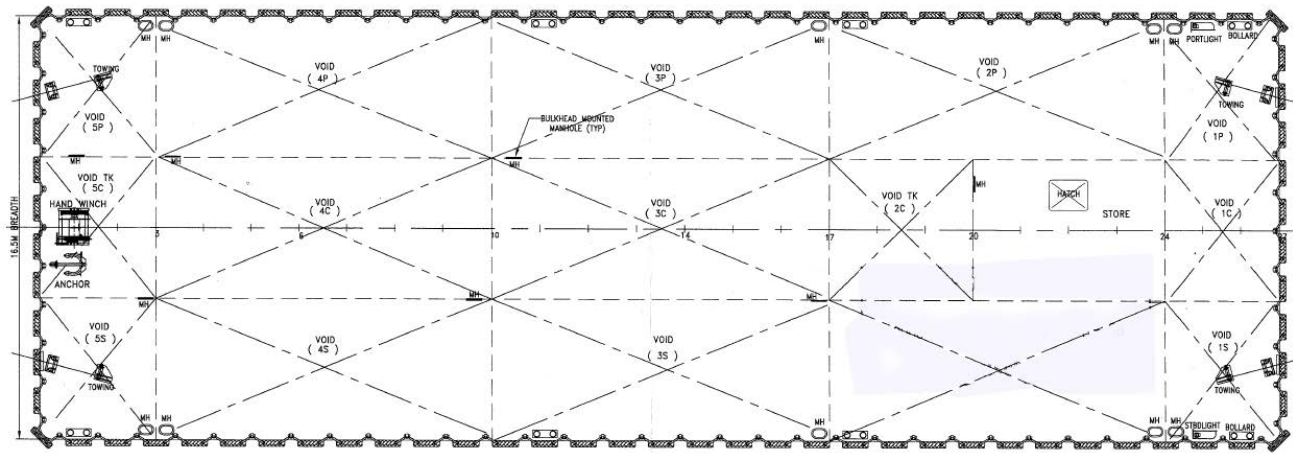 MH MH
MH
MH MH
PORTLIGHT
BOLLARD
VOID
( 4P )
VOID
( 3P )
VOID
( 2P )
TOWING
TOWING
VOID
( 5P )
BULKHEAD MOUNTED
MANHOLE (TYP)
VOID
( 1P )
MH
MH
MH
VOID TK
( 5C )
HAND WINCH
VOID
( 4C )
VOID
( 3C )
VOID TK
( 2C )
MH
HATCH
STORE
VOID
( 1C )
16.5M BREADTH
3
6
10
14
17
20
24
27
ANCHOR
MH
MH
MH
VOID
( 5S )
VOID
( 4S )
VOID
( 3S )
VOID
( 1S )
TOWING
TOWING
MH MH
MH
MH MH
STBDLIGHT
BOLLARD